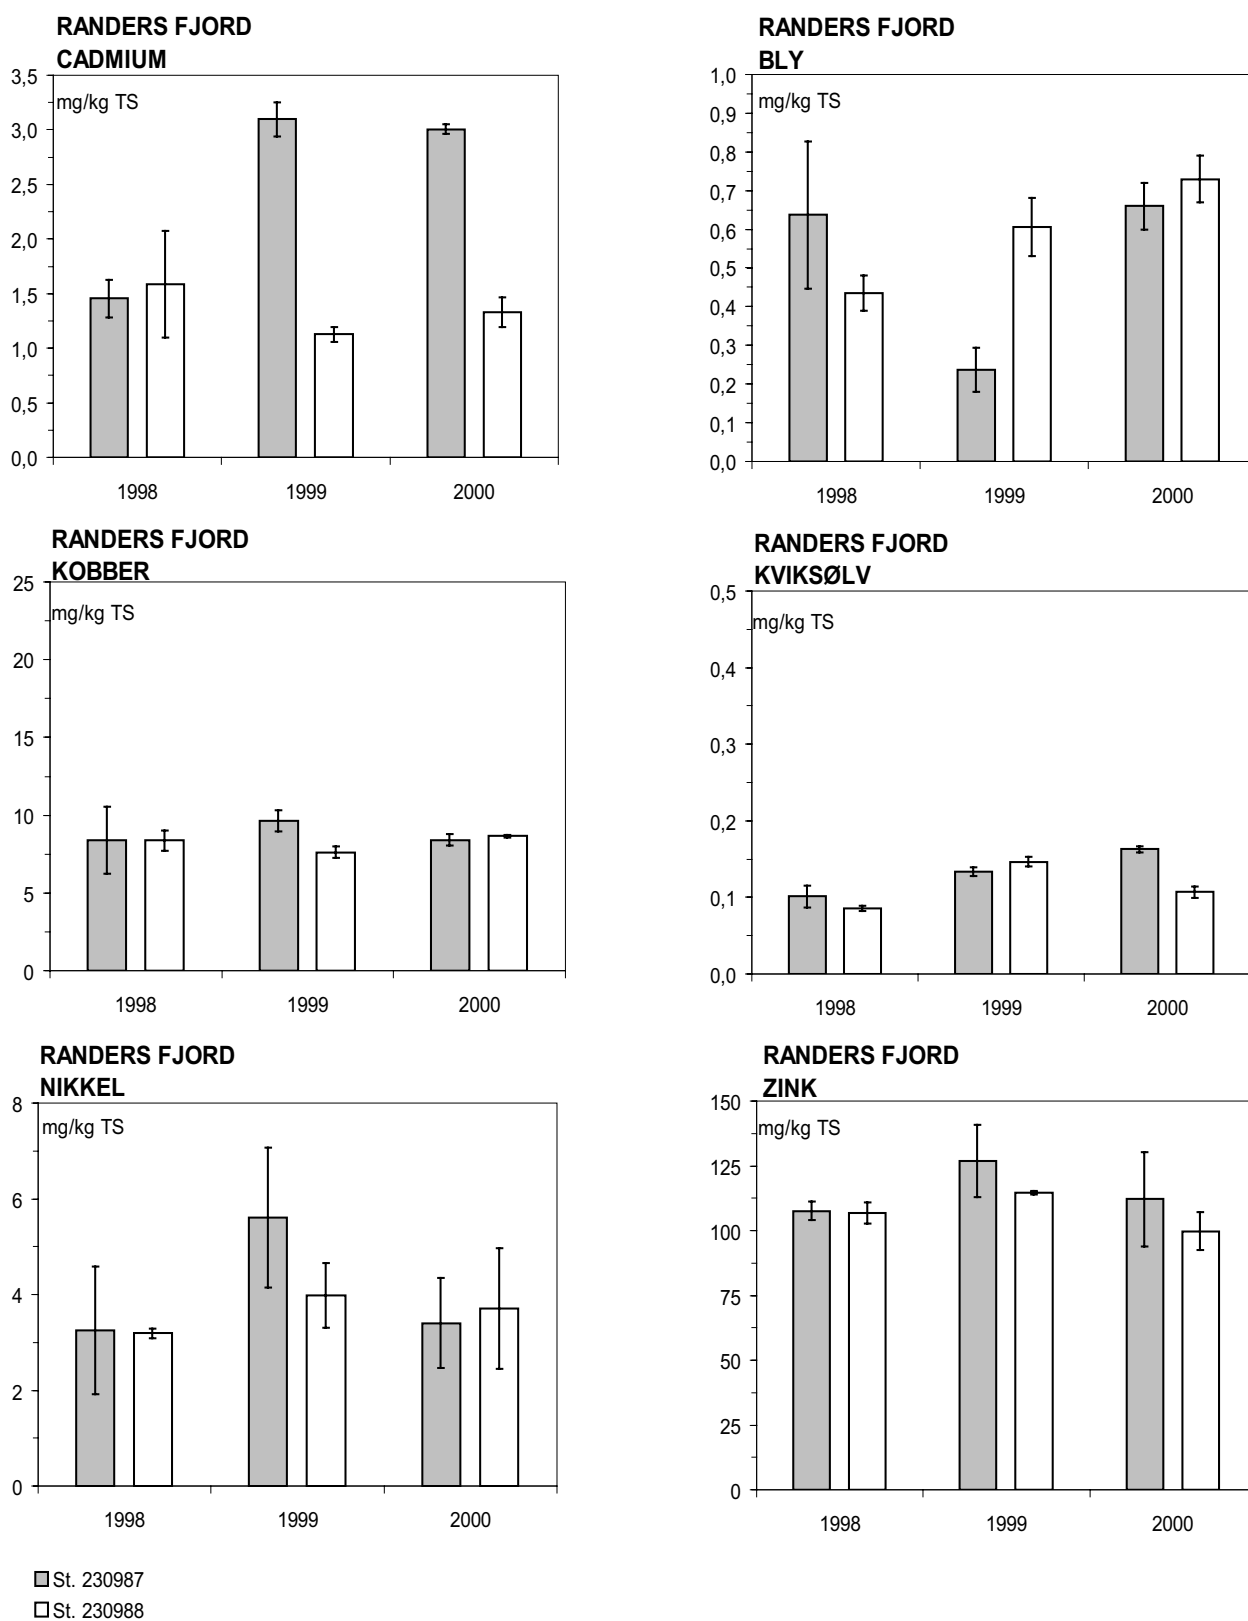 RANDERS FJORD
CADMIUM
mg/kg TS
3,5
3,0
2,5
2,0
1,5
1,0
0,5
0,0
1998 1999 2000
RANDERS FJORD
BLY
mg/kg TS
1,0
0,9
0,8
0,7
0,6
0,5
0,4
0,3
0,2
0,1
0,0
1998 1999 2000
RANDERS FJORD
KOBBER
mg/kg TS
25
20
15
10
5
0
1998 1999 2000
RANDERS FJORD
KVIKSØLV
mg/kg TS
0,5
0,4
0,3
0,2
0,1
0,0
1998 1999 2000
RANDERS FJORD
NIKKEL
mg/kg TS
8
6
4
2
0
1998 1999 2000
RANDERS FJORD
ZINK
mg/kg TS
150
125
100
75
50
25
0
1998 1999 2000
St. 230987
St. 230988